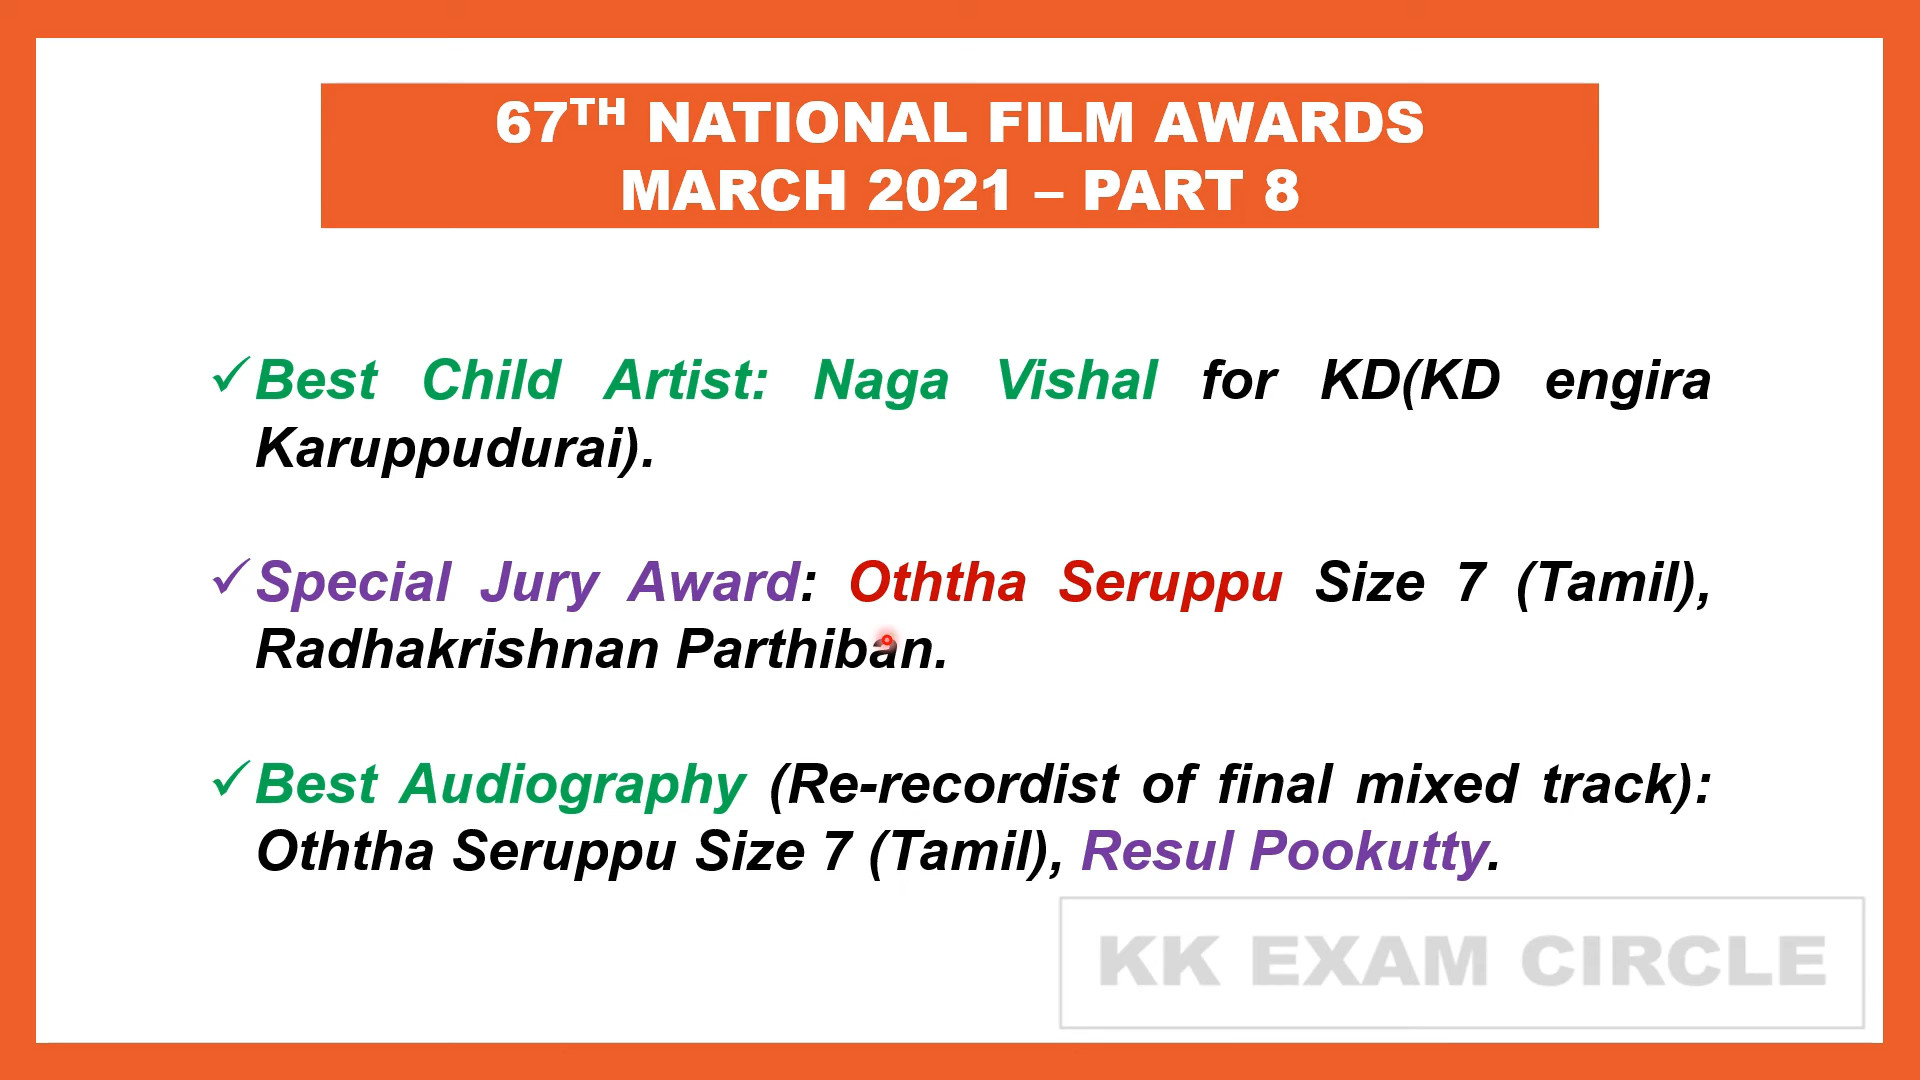 67TH NATIONAL FILM AWARDS
MARCH 2021 – PART 8
✓Best Child Artist: Naga Vishal for KD(KD engira
Karuppudurai).
✓Special Jury Award: Oththa Seruppu Size 7 (Tamil),
Radhakrishnan Parthiban.
✓Best Audiography (Re-recordist of final mixed track):
Oththa Seruppu Size 7 (Tamil), Resul Pookutty.
KK EXAM CIRCLE